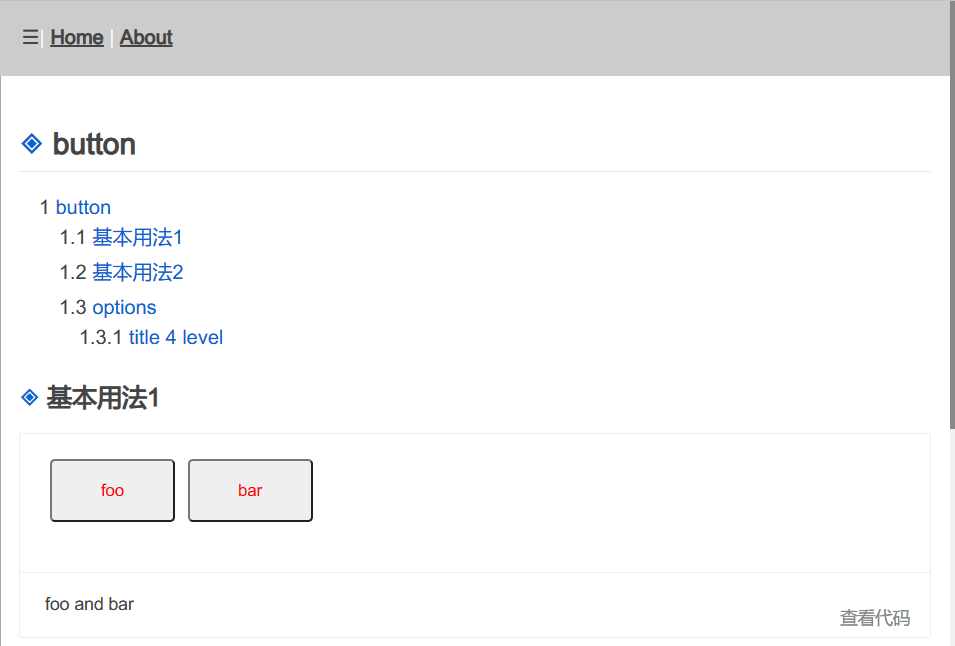 ☰| Home | About
button
1 button
1.1 基本用法1
1.2 基本用法2
1.3 options
1.3.1 title 4 level
基本用法1
foo bar
foo and bar
查看代码